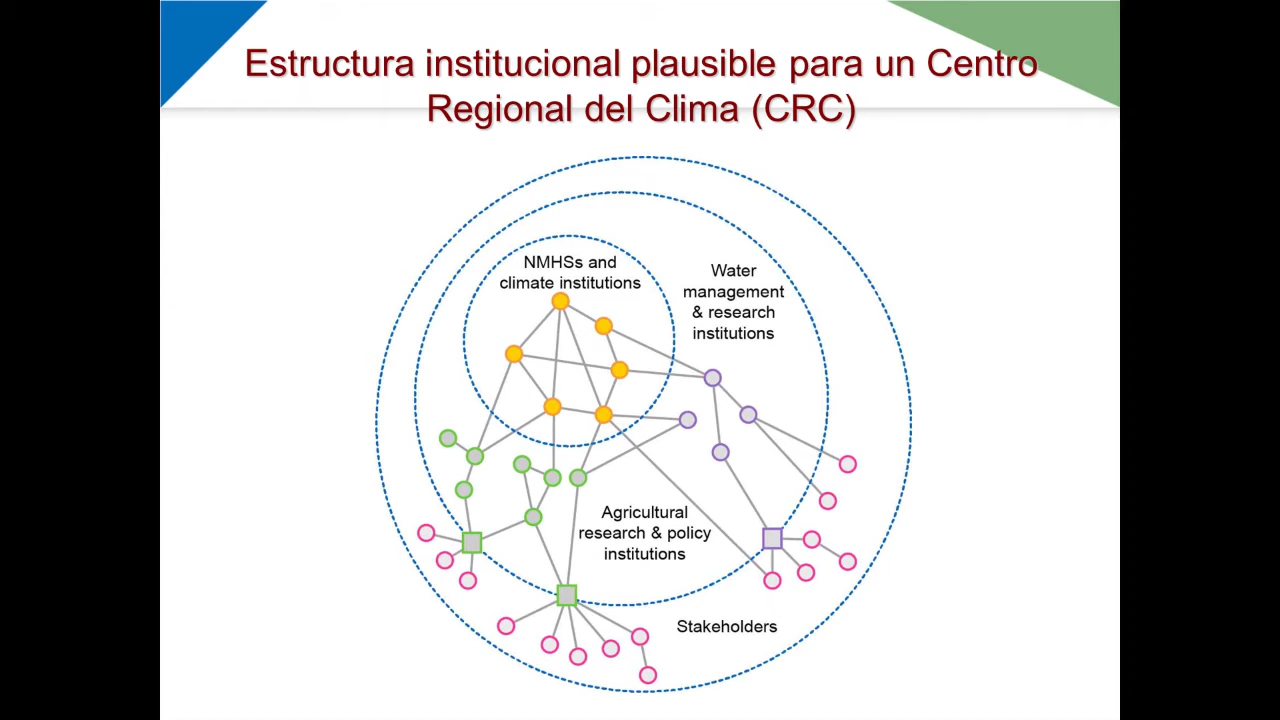 Estructura institucional plausible para un Centro
Regional del Clima (CRC)
NMHSs and
climate institutions
Water
management
& research
institutions
Agricultural
research & policy
institutions
Stakeholders